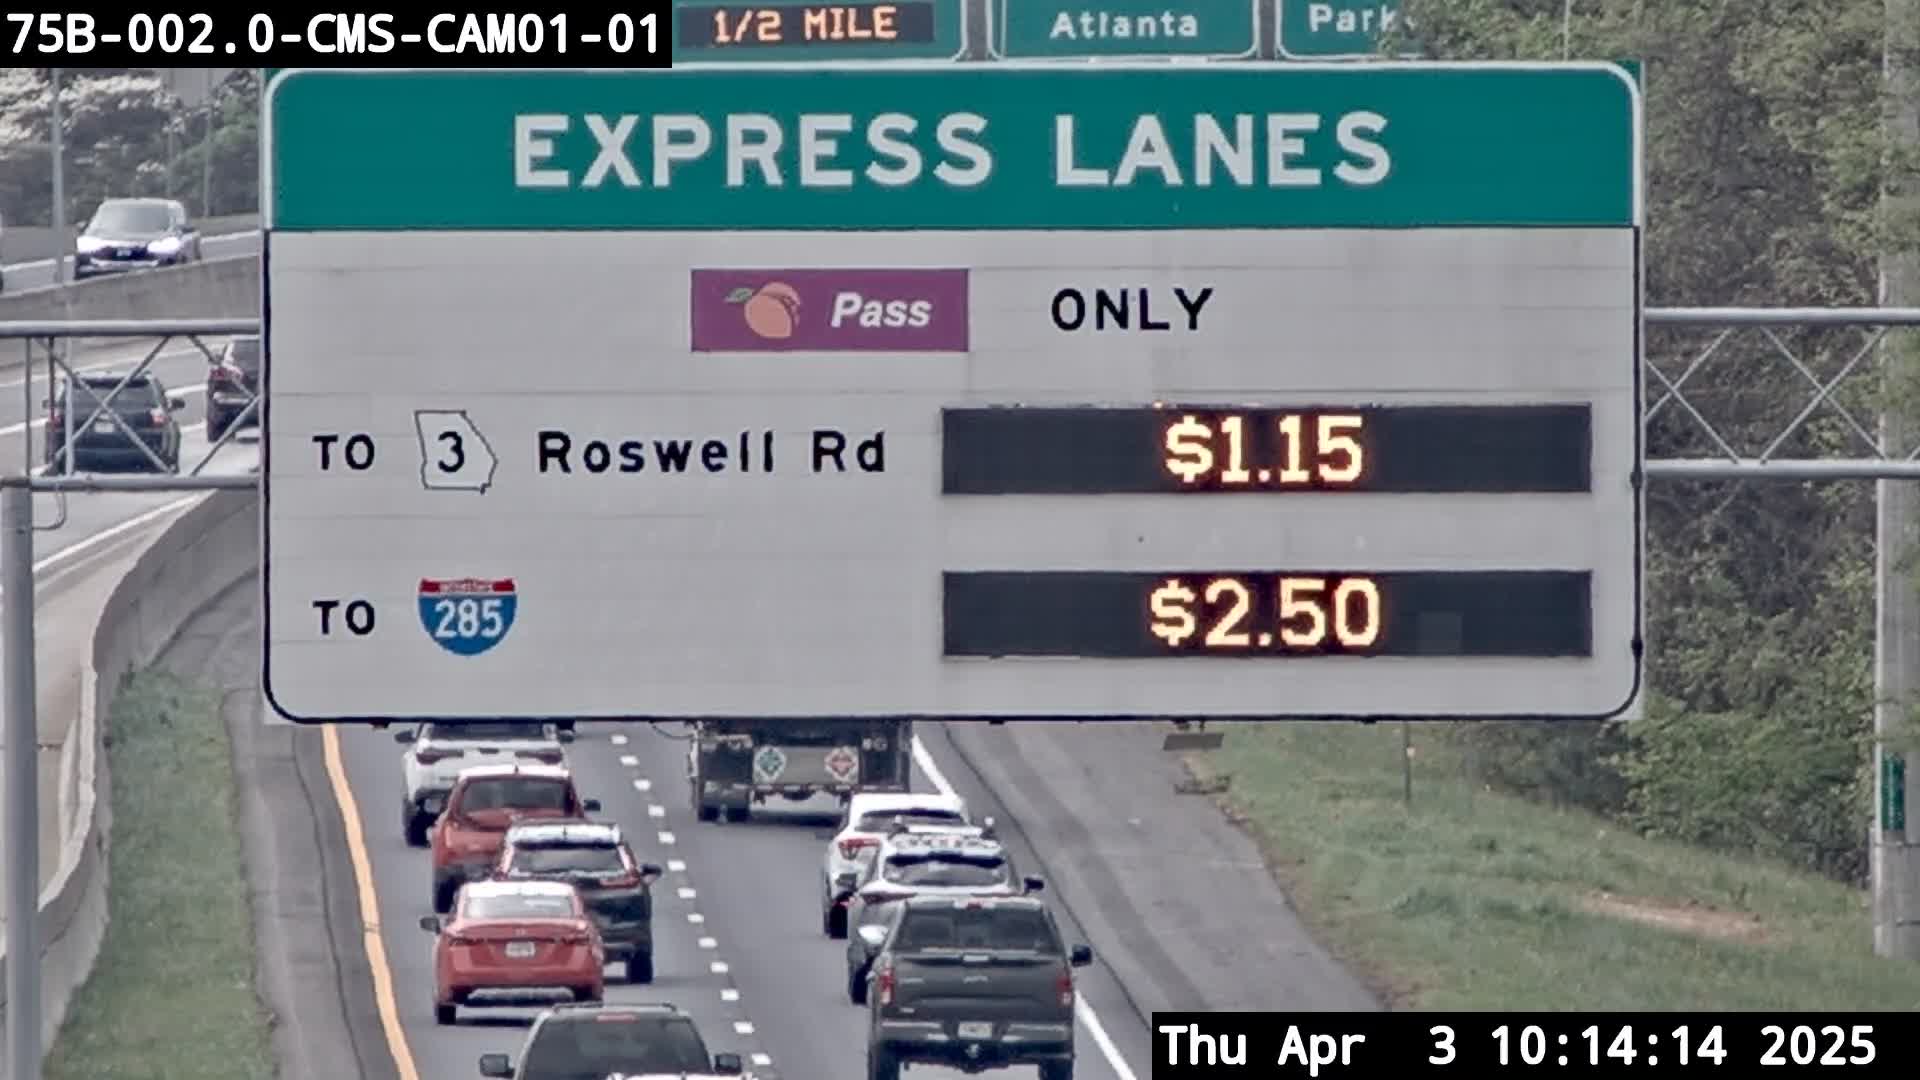 75B-002.0-CMS-CAM01-01
1/2 MILE
Atlanta
Park
EXPRESS LANES
Pass ONLY
TO 3 Roswell Rd $1.15
TO 285 $2.50
Thu Apr 3 10:14:14 2025